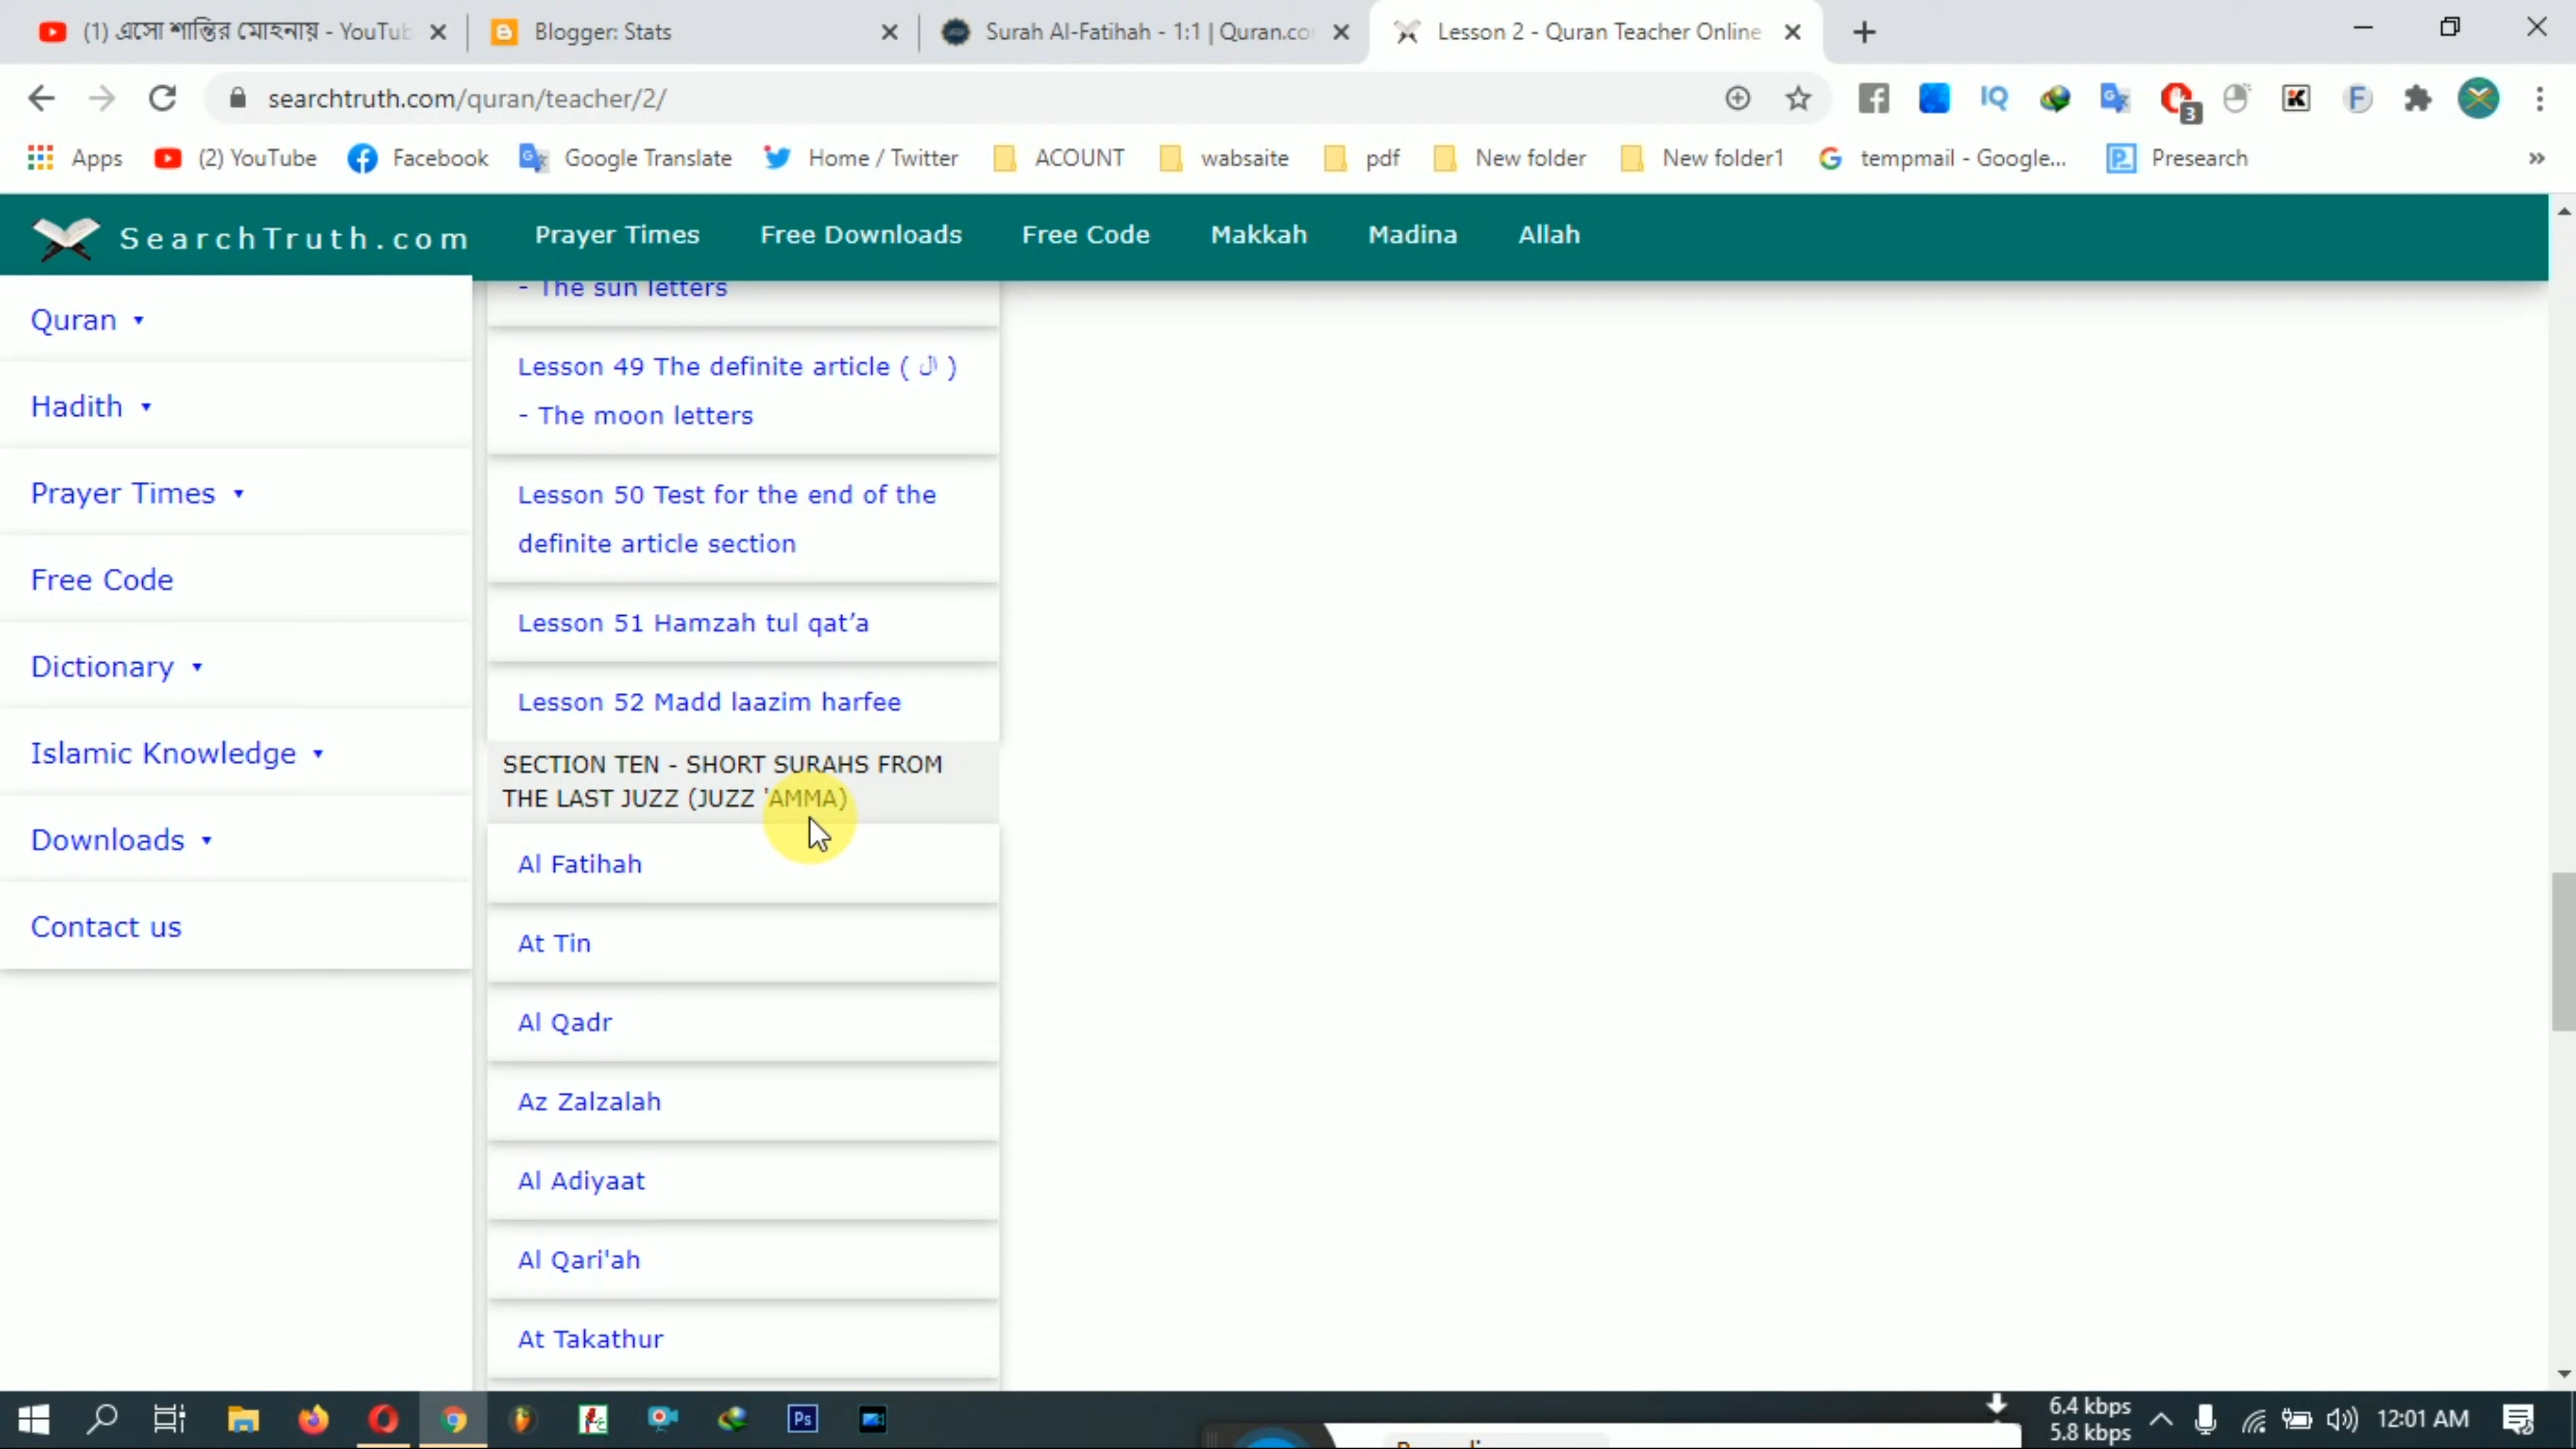 (1) এসো শান্তির মোহনায় - YouTub
Blogger: Stats
Surah Al-Fatihah - 1:1 | Quran.co
Lesson 2 - Quran Teacher Online
searchtruth.com/quran/teacher/2/
3
Apps
(2) YouTube
Facebook
Google Translate
Home / Twitter
ACOUNT
wabsaite
pdf
New folder
New folder1
tempmail - Google...
Presearch
SearchTruth.com
Prayer Times
Free Downloads
Free Code
Makkah
Madina
Allah
Quran
Hadith
Prayer Times
Free Code
Dictionary
Islamic Knowledge
Downloads
Contact us
- The sun letters
Lesson 49 The definite article ( ال )
- The moon letters
Lesson 50 Test for the end of the
definite article section
Lesson 51 Hamzah tul qat’a
Lesson 52 Madd laazim harfee
SECTION TEN - SHORT SURAHS FROM
THE LAST JUZZ (JUZZ 'AMMA)
Al Fatihah
At Tin
Al Qadr
Az Zalzalah
Al Adiyaat
Al Qari'ah
At Takathur
Ps
6.4 kbps
5.8 kbps
12:01 AM